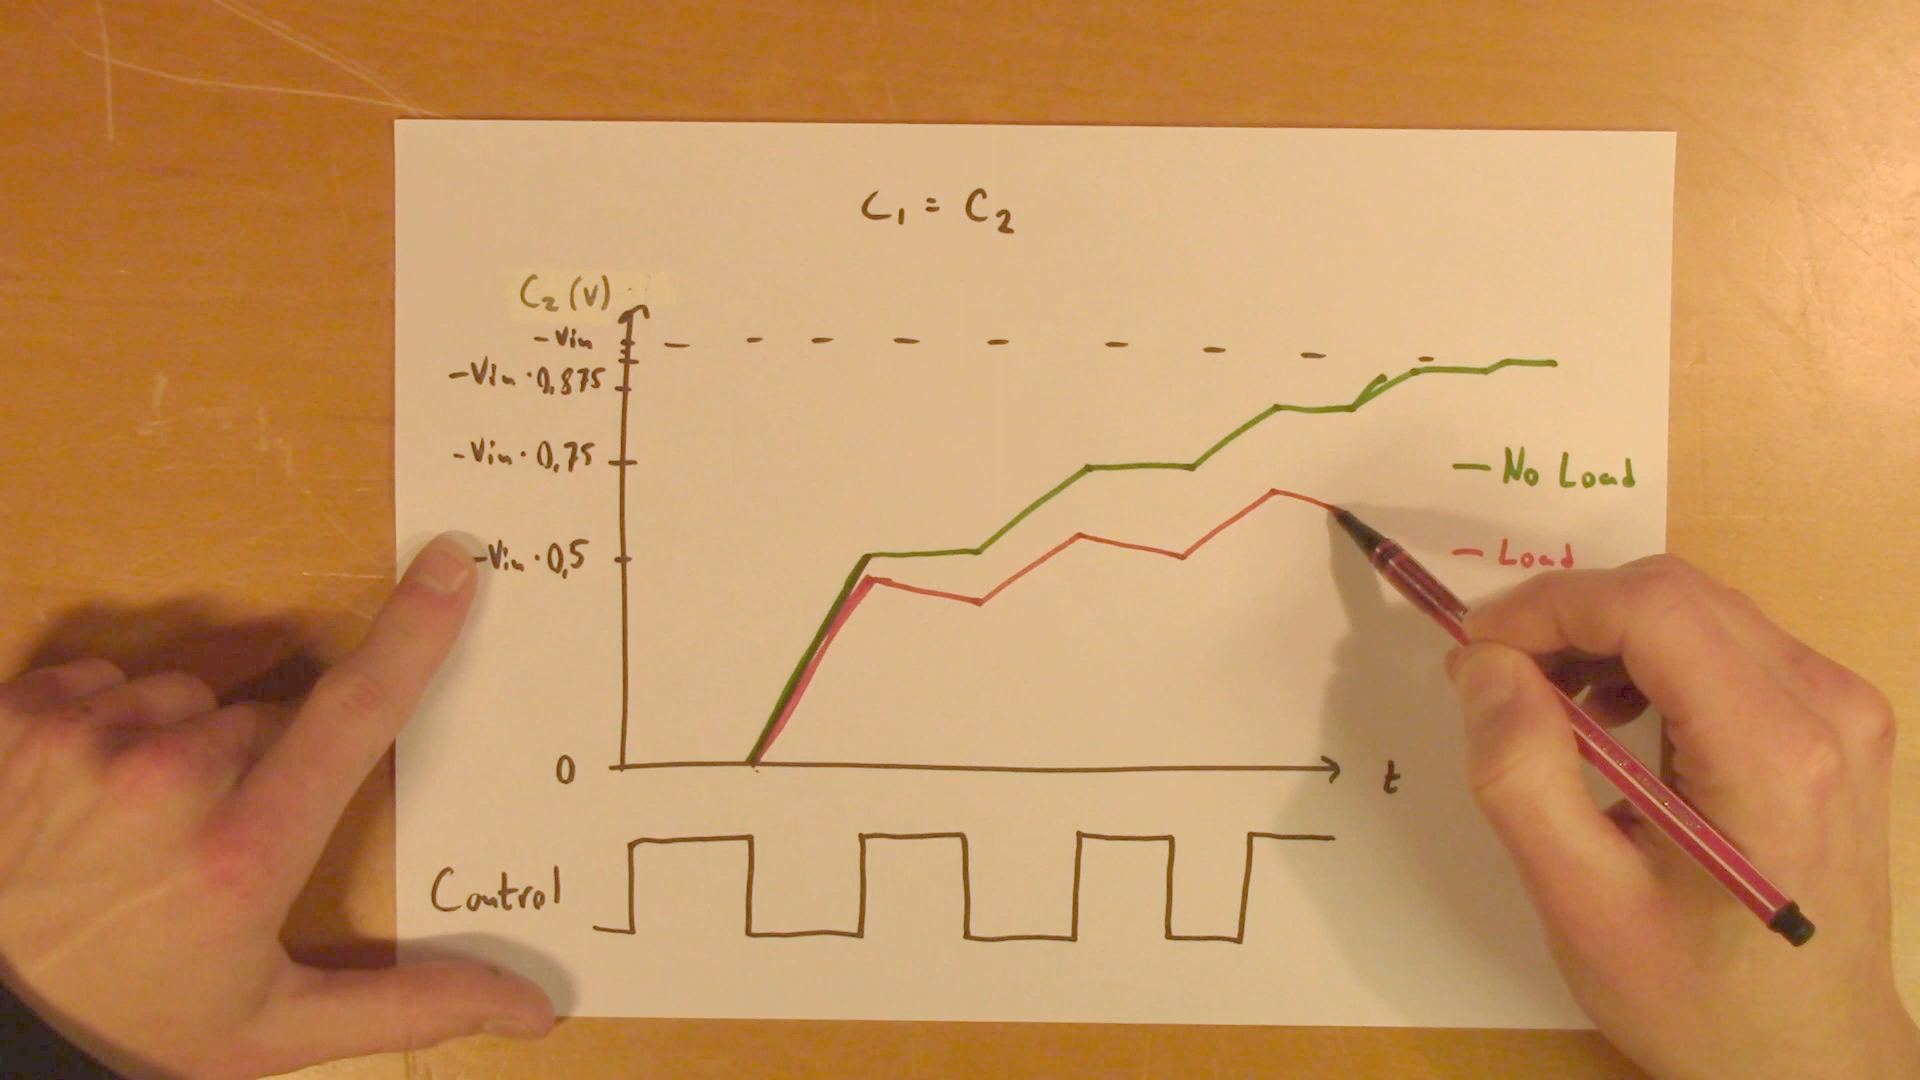 C₁ = C₂
C₂ (V)
-Vin
-Vin · 0,875
-Vin · 0,75
-Vin · 0,5
0
t
No Load
Load
Control